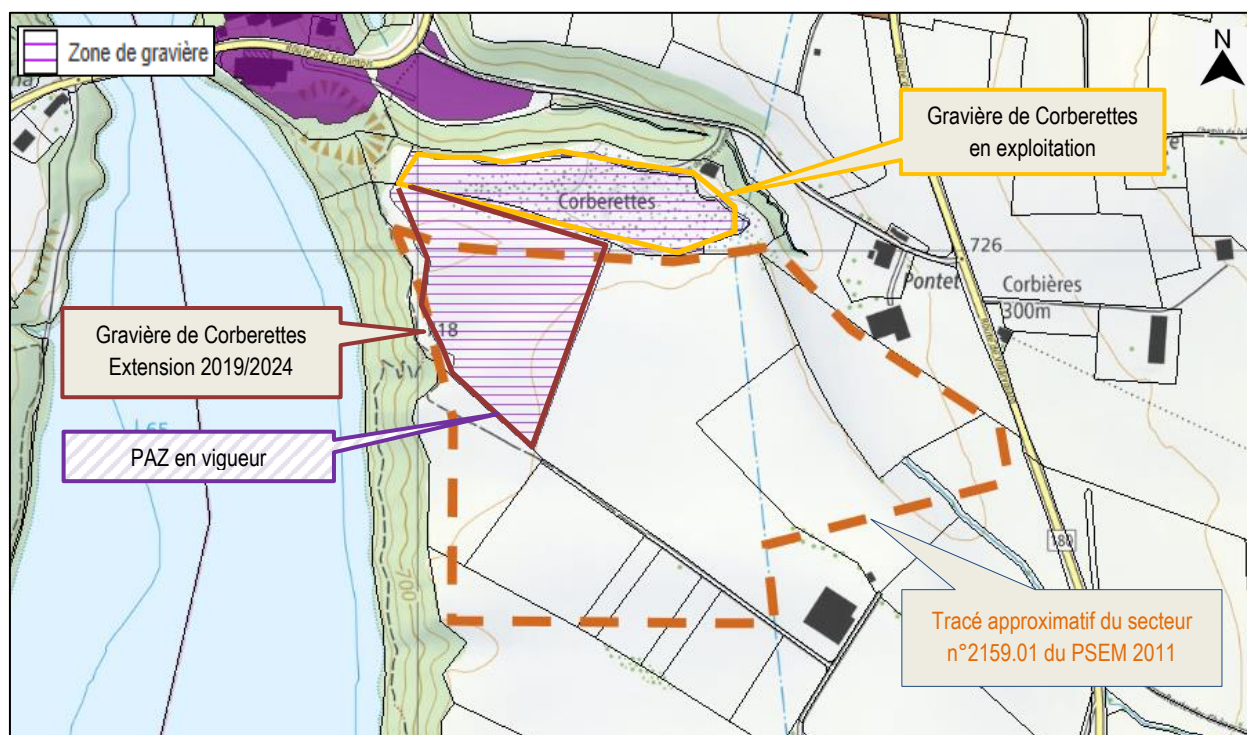 Zone de gravière
N
Gravière de Corberettes
en exploitation
Corberettes
726
Pontet
Corbières
300m
Gravière de Corberettes
Extension 2019/2024
PAZ en vigueur
700
180
Tracé approximatif du secteur
n°2159.01 du PSEM 2011